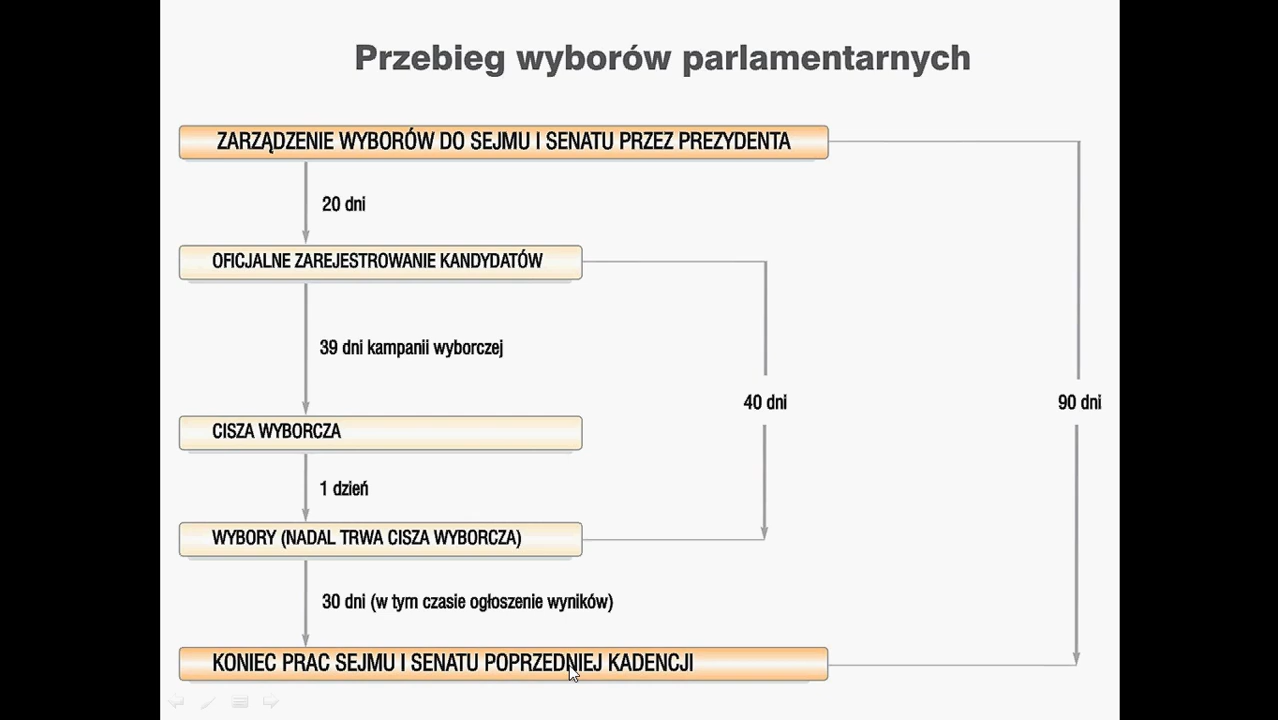 Przebieg wyborów parlamentarnych
ZARZĄDZENIE WYBORÓW DO SEJMU I SENATU PRZEZ PREZYDENTA
20 dni
OFICJALNE ZAREJESTROWANIE KANDYDATÓW
39 dni kampanii wyborczej
40 dni
90 dni
CISZA WYBORCZA
1 dzień
WYBORY (NADAL TRWA CISZA WYBORCZA)
30 dni (w tym czasie ogłoszenie wyników)
KONIEC PRAC SEJMU I SENATU POPRZEDNIEJ KADENCJI